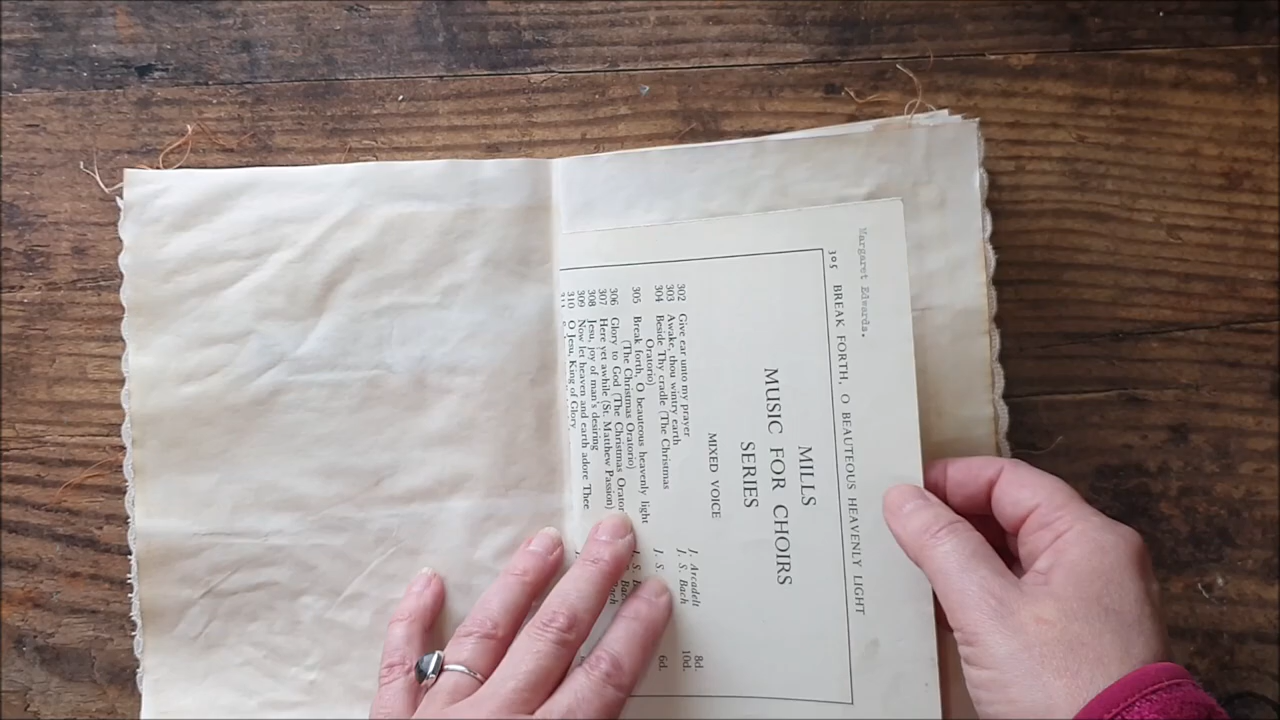 Margaret Edwards.
305 BREAK FORTH, O BEAUTEOUS HEAVENLY LIGHT
MILLS
MUSIC FOR CHOIRS
SERIES
MIXED VOICE
302 Give ear unto my prayer J. Arcadelt 8d.
303 Awake, thou wintry earth J. S. Bach 10d.
304 Beside Thy cradle (The Christmas
Oratorio) J. S. 6d.
305 Break forth, O beauteous heavenly light
(The Christmas Oratorio)
306 Glory to God (The Christmas
307 Here yet awhile (St. Matthew Passion)
308 Jesu, joy of man's desiring
309 Now let heaven and earth adore Thee
310 O Jesu, King of Glory